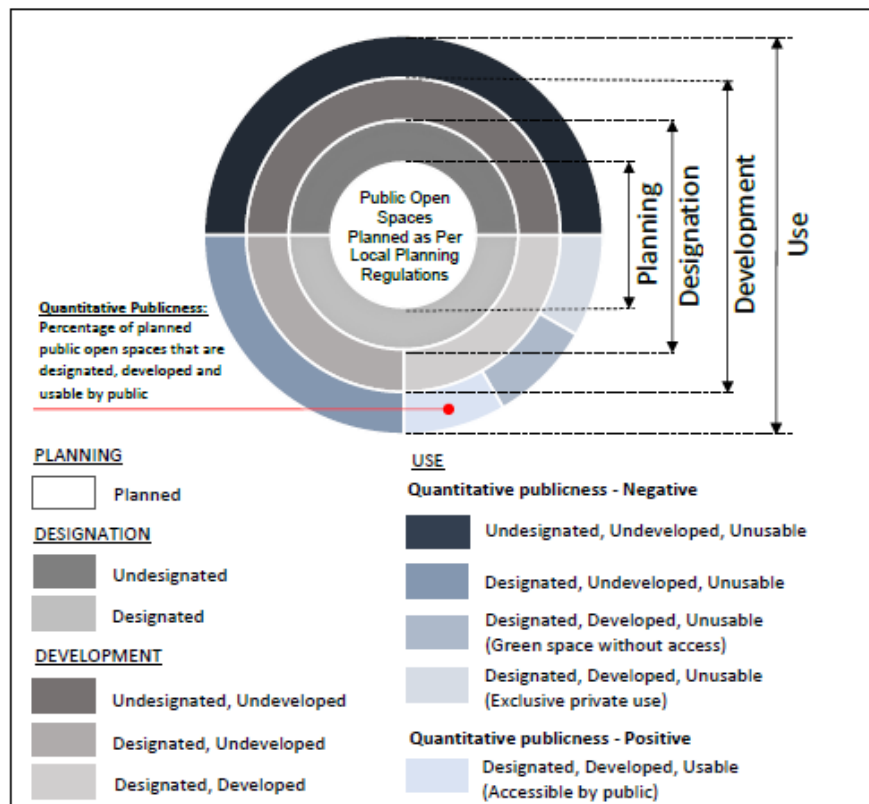 Public Open
Spaces
Planned as Per
Local Planning
Regulations
Planning
Designation
Development
Use
Quantitative Publicness:
Percentage of planned
public open spaces that are
designated, developed and
usable by public
PLANNING
Planned
DESIGNATION
Undesignated
Designated
DEVELOPMENT
Undesignated, Undeveloped
Designated, Undeveloped
Designated, Developed
USE
Quantitative publicness - Negative
Undesignated, Undeveloped, Unusable
Designated, Undeveloped, Unusable
Designated, Developed, Unusable
(Green space without access)
Designated, Developed, Unusable
(Exclusive private use)
Quantitative publicness - Positive
Designated, Developed, Usable
(Accessible by public)